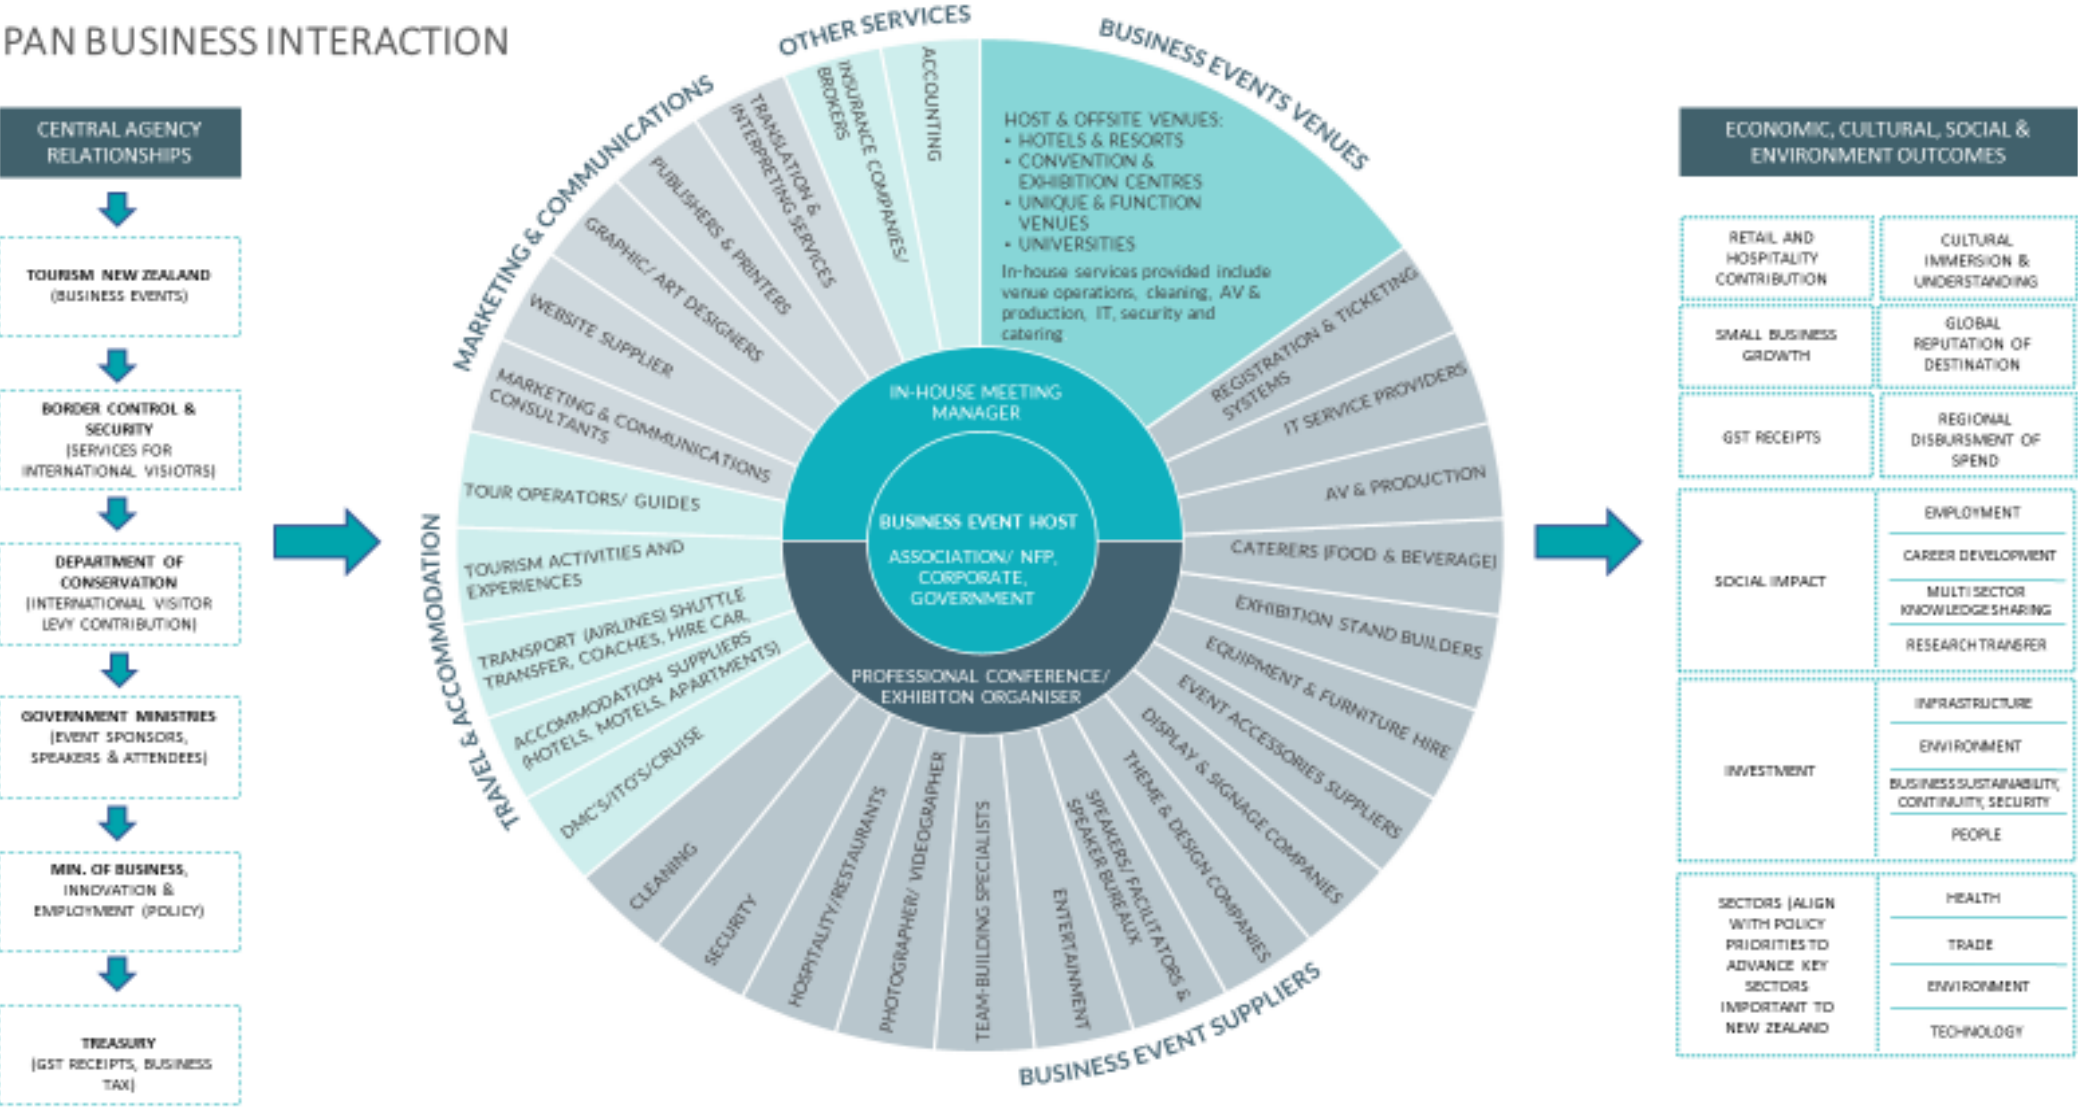 PAN BUSINESS INTERACTION
CENTRAL AGENCY
RELATIONSHIPS
TOURISM NEW ZEALAND
(BUSINESS EVENTS)
BORDER CONTROL &
SECURITY
(SERVICES FOR
INTERNATIONAL VISIOTRS)
DEPARTMENT OF
CONSERVATION
(INTERNATIONAL VISITOR
LEVY CONTRIBUTION)
GOVERNMENT MINISTRIES
(EVENT SPONSORS,
SPEAKERS & ATTENDEES)
MIN. OF BUSINESS,
INNOVATION &
EMPLOYMENT (POLICY)
TREASURY
(GST RECEIPTS, BUSINESS
TAX)
OTHER SERVICES
INSURANCE COMPANIES/
BROKERS
ACCOUNTING
BUSINESS EVENTS VENUES
HOST & OFFSITE VENUES:
• HOTELS & RESORTS
• CONVENTION &
EXHIBITION CENTRES
• UNIQUE & FUNCTION
VENUES
• UNIVERSITIES
In-house services provided include
venue operations, cleaning, AV &
production, IT, security and
catering.
BUSINESS EVENT SUPPLIERS
REGISTRATION & TICKETING
SYSTEMS
IT SERVICE PROVIDERS
AV & PRODUCTION
CATERERS (FOOD & BEVERAGE)
EXHIBITION STAND BUILDERS
EQUIPMENT & FURNITURE HIRE
EVENT ACCESSORIES SUPPLIERS
DISPLAY & SIGNAGE COMPANIES
THEME & DESIGN COMPANIES
SPEAKERS/ FACILITATORS &
SPEAKER BUREAUX
ENTERTAINMENT
TEAM-BUILDING SPECIALISTS
PHOTOGRAPHER/ VIDEOGRAPHER
HOSPITALITY/RESTAURANTS
SECURITY
CLEANING
TRAVEL & ACCOMMODATION
DMC'S/ITO'S/CRUISE
ACCOMMODATION SUPPLIERS
(HOTELS, MOTELS, APARTMENTS)
TRANSPORT (AIRLINES) SHUTTLE
TRANSFER, COACHES, HIRE CAR,
TOURISM ACTIVITIES AND
EXPERIENCES
TOUR OPERATORS/ GUIDES
MARKETING & COMMUNICATIONS
MARKETING & COMMUNICATIONS
CONSULTANTS
WEBSITE SUPPLIER
GRAPHIC/ ART DESIGNERS
PUBLISHERS & PRINTERS
TRANSLATION &
INTERPRETING SERVICES
IN-HOUSE MEETING
MANAGER
BUSINESS EVENT HOST
ASSOCIATION/ NFP,
CORPORATE,
GOVERNMENT
PROFESSIONAL CONFERENCE/
EXHIBITON ORGANISER
ECONOMIC, CULTURAL, SOCIAL &
ENVIRONMENT OUTCOMES
RETAIL AND
HOSPITALITY
CONTRIBUTION
CULTURAL
IMMERSION &
UNDERSTANDING
SMALL BUSINESS
GROWTH
GLOBAL
REPUTATION OF
DESTINATION
GST RECEIPTS
REGIONAL
DISBURSMENT OF
SPEND
SOCIAL IMPACT
EMPLOYMENT
CAREER DEVELOPMENT
MULTI SECTOR
KNOWLEDGE SHARING
RESEARCH TRANSFER
INVESTMENT
INFRASTRUCTURE
ENVIRONMENT
BUSINESS SUSTAINABILITY,
CONTINUITY, SECURITY
PEOPLE
SECTORS (ALIGN
WITH POLICY
PRIORITIES TO
ADVANCE KEY
SECTORS
IMPORTANT TO
NEW ZEALAND
HEALTH
TRADE
ENVIRONMENT
TECHNOLOGY